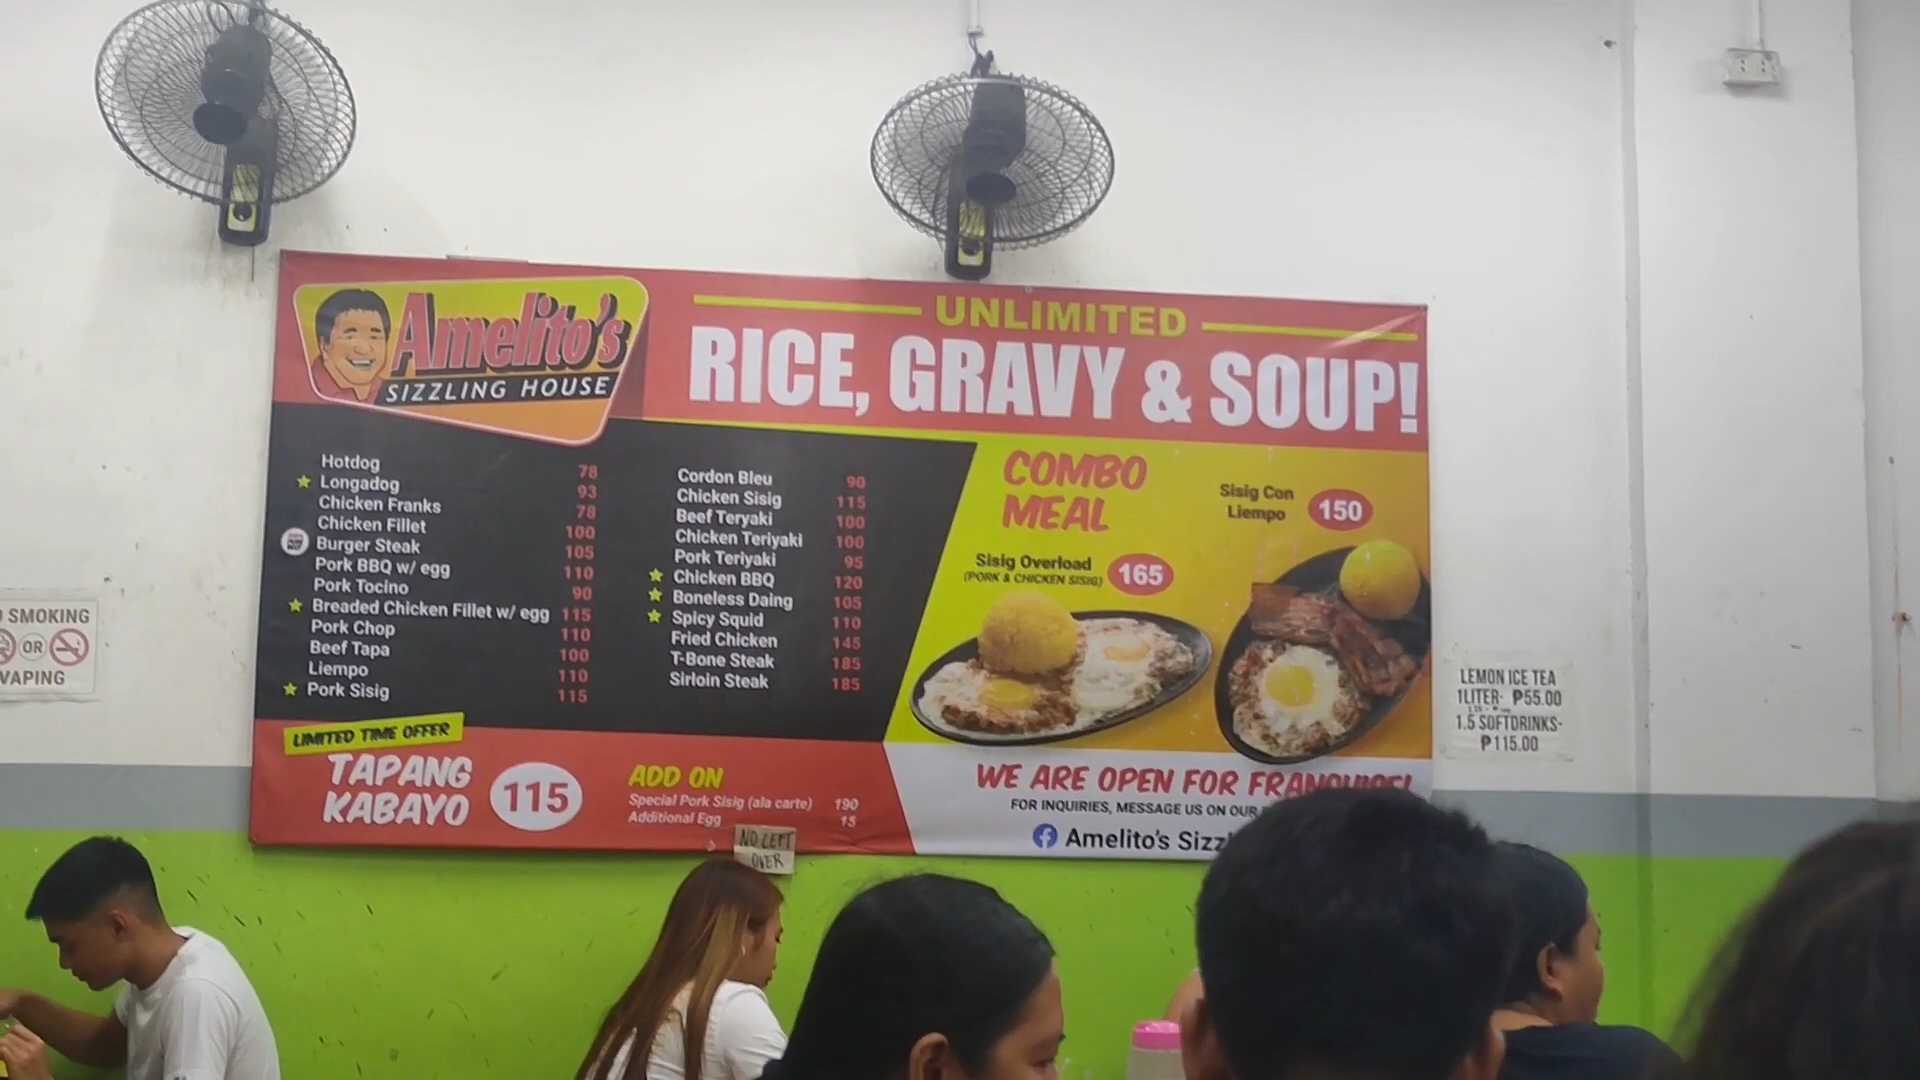 Amelito's
SIZZLING HOUSE
UNLIMITED
RICE, GRAVY & SOUP!
Hotdog 78
Longadog 93
Chicken Franks 78
Chicken Fillet 100
Burger Steak 105
Pork BBQ w/ egg 110
Pork Tocino 90
Breaded Chicken Fillet w/ egg 115
Pork Chop 110
Beef Tapa 100
Liempo 110
Pork Sisig 115
Cordon Bleu 90
Chicken Sisig 115
Beef Teryaki 100
Chicken Teriyaki 100
Pork Teriyaki 95
Chicken BBQ 120
Boneless Daing 105
Spicy Squid 110
Fried Chicken 145
T-Bone Steak 185
Sirloin Steak 185
COMBO
MEAL
Sisig Con
Liempo 150
Sisig Overload
(PORK & CHICKEN SISIG) 165
LIMITED TIME OFFER
TAPANG
KABAYO 115
ADD ON
Special Pork Sisig (ala carte) 190
Additional Egg 15
NO LEFT
OVER
WE ARE OPEN FOR FRANCHISE!
FOR INQUIRIES, MESSAGE US ON OUR
Amelito's Sizz
SMOKING
OR
VAPING
LEMON ICE TEA
1LITER- ₱55.00
1.5 SOFTDRINKS-
₱115.00